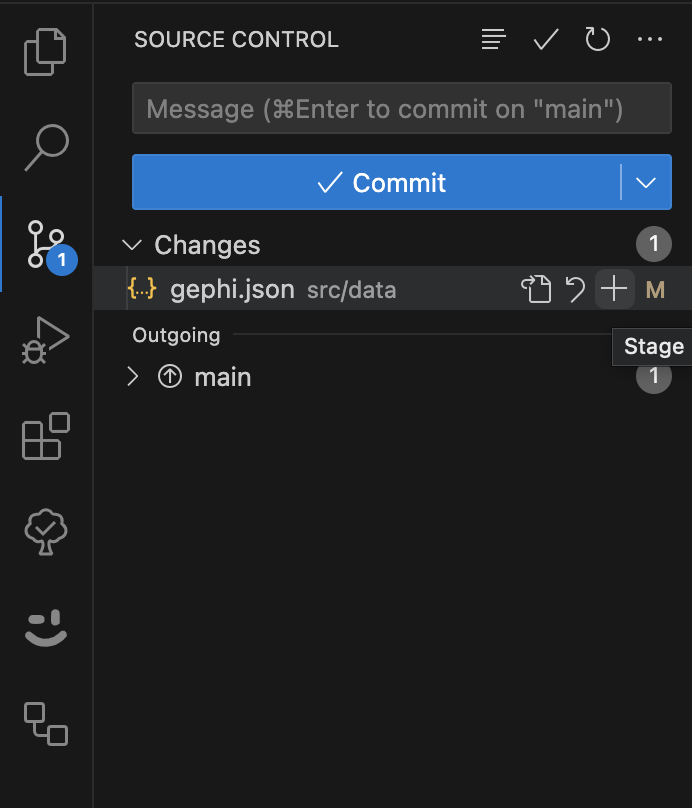 SOURCE CONTROL
Message (⌘Enter to commit on "main")
Commit
1
Changes 1
{...} gephi.json src/data M
Outgoing
Stage
main 1